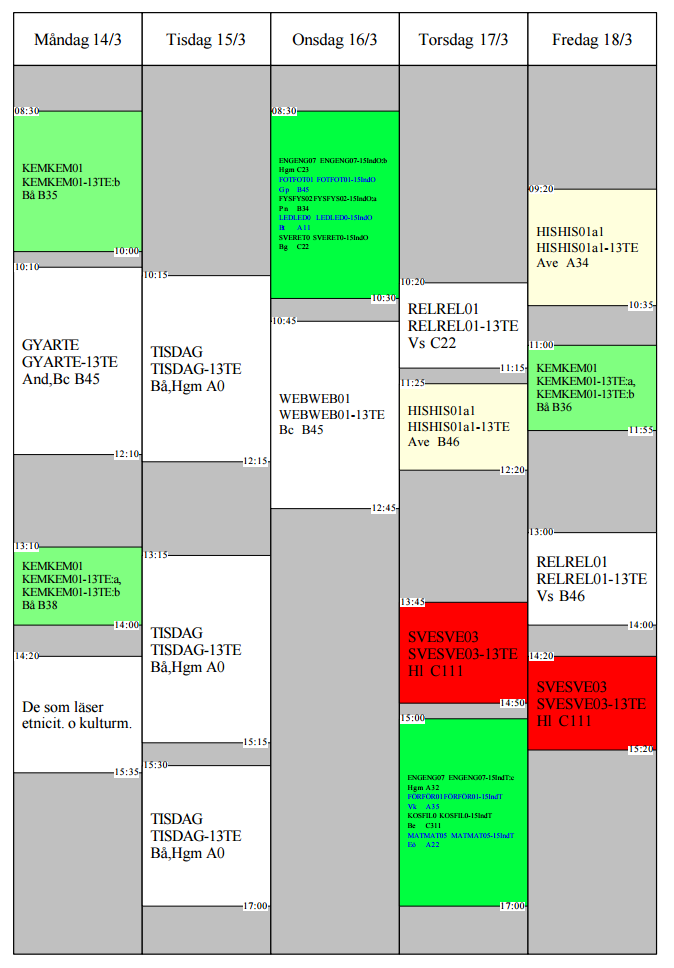 Måndag 14/3
Tisdag 15/3
Onsdag 16/3
Torsdag 17/3
Fredag 18/3
08:30
KEMKEM01
KEMKEM01-13TE:b
Bå B35
10:00
10:10
GYARTE
GYARTE-13TE
And,Bc B45
12:10
13:10
KEMKEM01
KEMKEM01-13TE:a,
KEMKEM01-13TE:b
Bå B38
14:00
14:20
De som läser
etnicit. o kulturm.
15:35
10:15
TISDAG
TISDAG-13TE
Bå,Hgm A0
12:15
13:15
TISDAG
TISDAG-13TE
Bå,Hgm A0
15:15
15:30
TISDAG
TISDAG-13TE
Bå,Hgm A0
17:00
08:30
ENGENG07 ENGENG07-15IndO:b
Hgm C23
FOTFOT01 FOTFOT01-15IndO
Gp B45
FYSFYS02 FYSFYS02-15IndO:a
Pn B34
LEDLED0 LEDLED0-15IndO
Bt A11
SVERET0 SVERET0-15IndO
Bg C22
10:30
10:45
WEBWEB01
WEBWEB01-13TE
Bc B45
12:45
10:20
RELREL01
RELREL01-13TE
Vs C22
11:15
11:25
HISHIS01a1
HISHIS01a1-13TE
Ave B46
12:20
13:45
SVESVE03
SVESVE03-13TE
Hl C111
14:50
15:00
ENGENG07 ENGENG07-15IndT:c
Hgm A32
FÖRFÖR01 FÖRFÖR01-15IndT
Vk A35
KOSFIL0 KOSFIL0-15IndT
Be C311
MATMAT05 MATMAT05-15IndT
Eo A22
17:00
09:20
HISHIS01a1
HISHIS01a1-13TE
Ave A34
10:35
11:00
KEMKEM01
KEMKEM01-13TE:a,
KEMKEM01-13TE:b
Bå B36
11:55
13:00
RELREL01
RELREL01-13TE
Vs B46
14:00
14:20
SVESVE03
SVESVE03-13TE
Hl C111
15:20